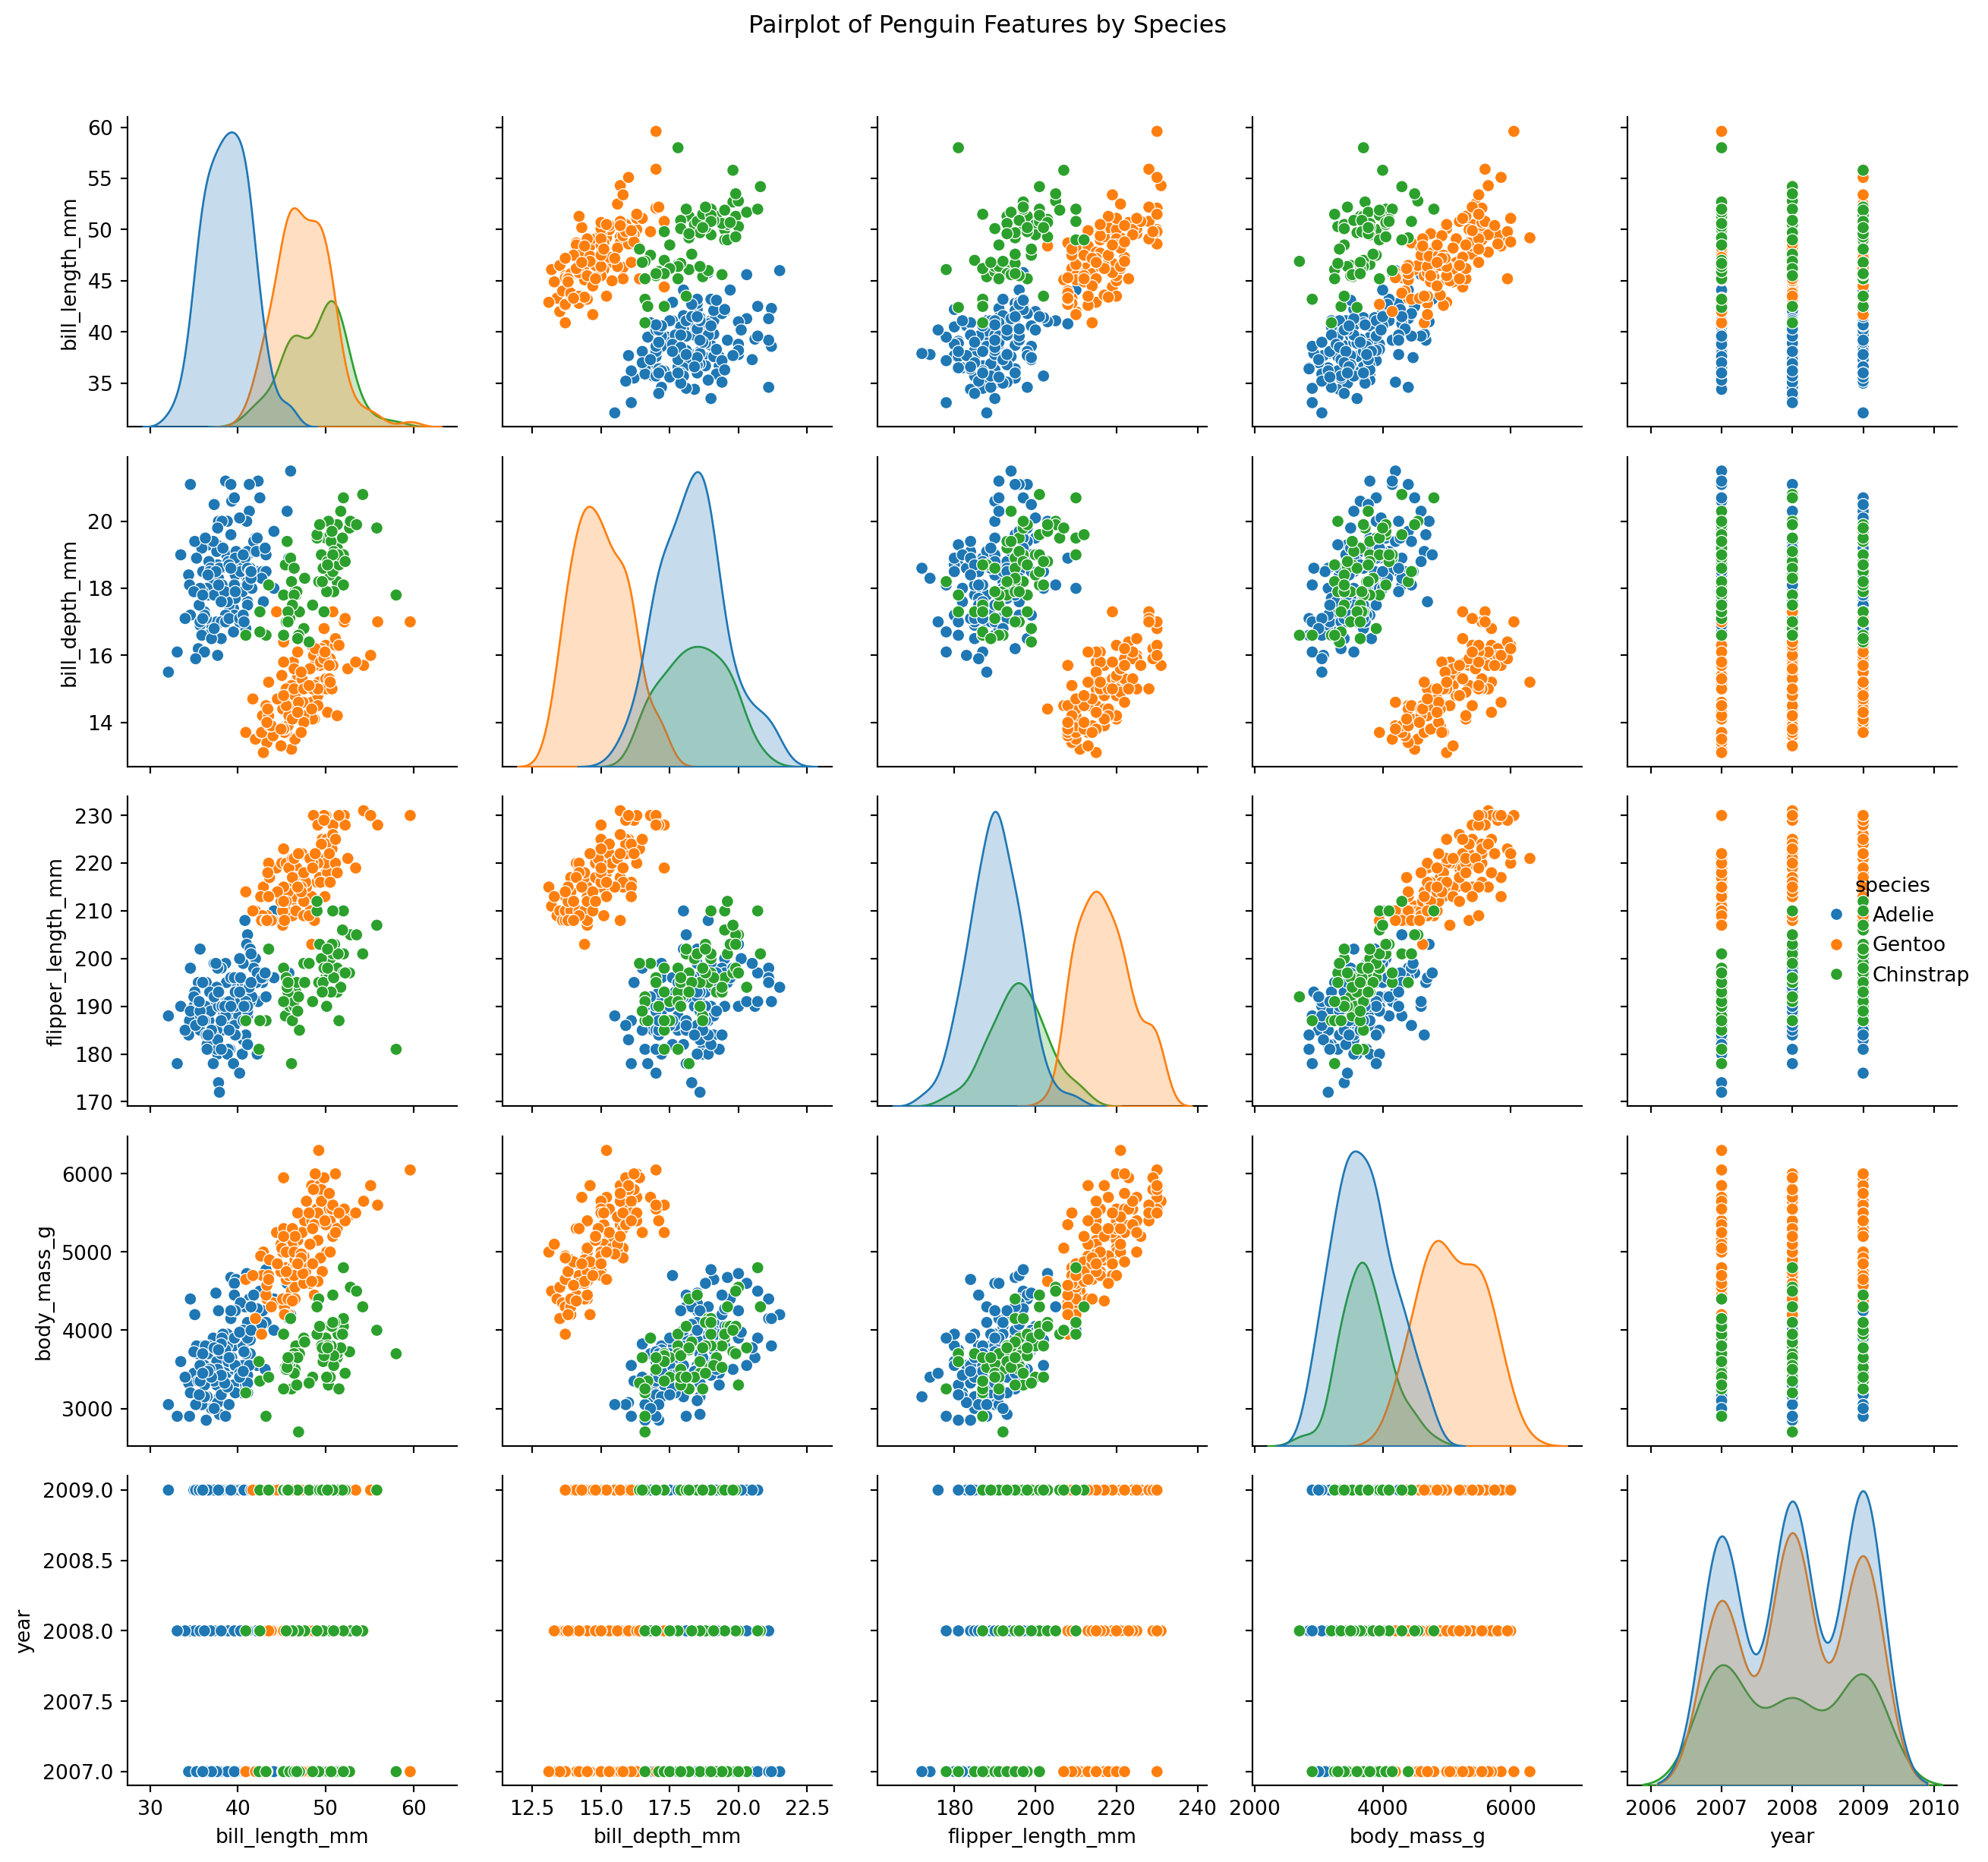 Pairplot of Penguin Features by Species
bill_length_mm
60
55
50
45
40
35
bill_depth_mm
20
18
16
14
flipper_length_mm
230
220
210
200
190
180
170
species
Adelie
Gentoo
Chinstrap
body_mass_g
6000
5000
4000
3000
year
2009.0
2008.5
2008.0
2007.5
2007.0
30 40 50 60
12.5 15.0 17.5 20.0 22.5
180 200 220 240
2000 4000 6000
2006 2007 2008 2009 2010
bill_length_mm
bill_depth_mm
flipper_length_mm
body_mass_g
year